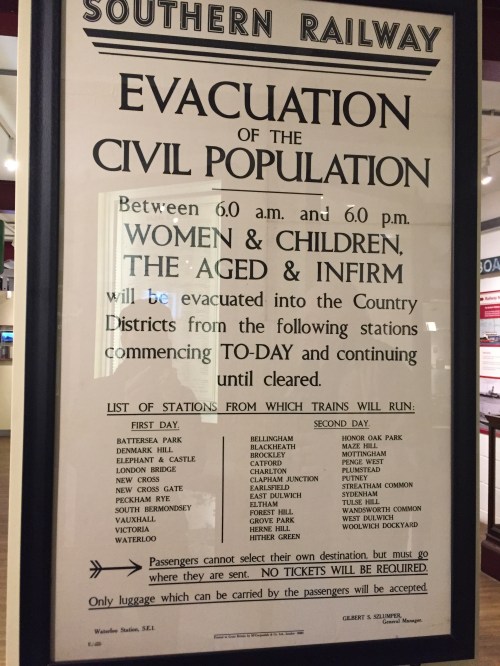 SOUTHERN RAILWAY
EVACUATION
OF THE
CIVIL POPULATION
Between 6.0 a.m. and 6.0 p.m.
WOMEN & CHILDREN,
THE AGED & INFIRM
will be evacuated into the Country
Districts from the following stations
commencing TO-DAY and continuing
until cleared.
LIST OF STATIONS FROM WHICH TRAINS WILL RUN:
FIRST DAY.
BATTERSEA PARK
DENMARK HILL
ELEPHANT & CASTLE
LONDON BRIDGE
NEW CROSS
NEW CROSS GATE
PECKHAM RYE
SOUTH BERMONDSEY
VAUXHALL
VICTORIA
WATERLOO
SECOND DAY.
BELLINGHAM
BLACKHEATH
BROCKLEY
CATFORD
CHARLTON
CLAPHAM JUNCTION
EARLSFIELD
EAST DULWICH
ELTHAM
FOREST HILL
GROVE PARK
HERNE HILL
HITHER GREEN
HONOR OAK PARK
MAZE HILL
MOTTINGHAM
PENGE WEST
PLUMSTEAD
PUTNEY
STREATHAM COMMON
SYDENHAM
TULSE HILL
WANDSWORTH COMMON
WEST DULWICH
WOOLWICH DOCKYARD
Passengers cannot select their own destination, but must go
where they are sent. NO TICKETS WILL BE REQUIRED.
Only luggage which can be carried by the passengers will be accepted.
Waterloo Station, S.E.1.
GILBERT S. SZLUMPER,
General Manager.
BOA